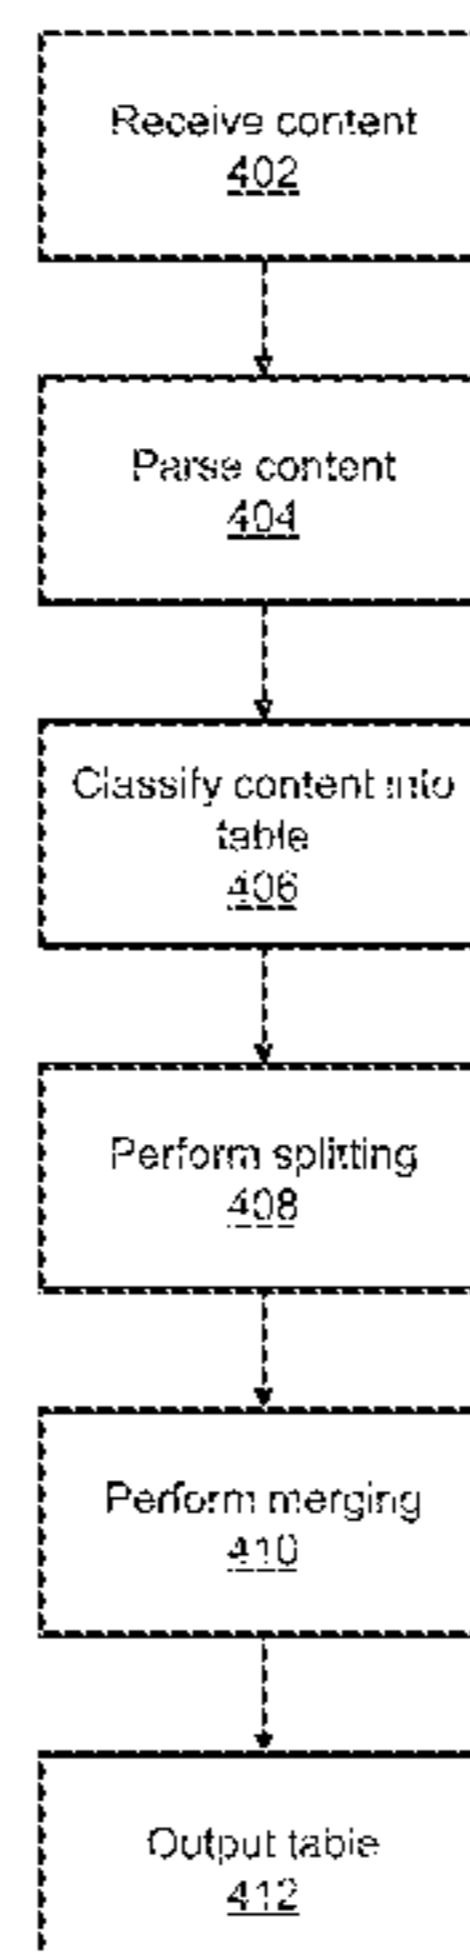 Receive content
402
Parse content
404
Classify content into
table
406
Perform splitting
408
Perform merging
410
Output table
412